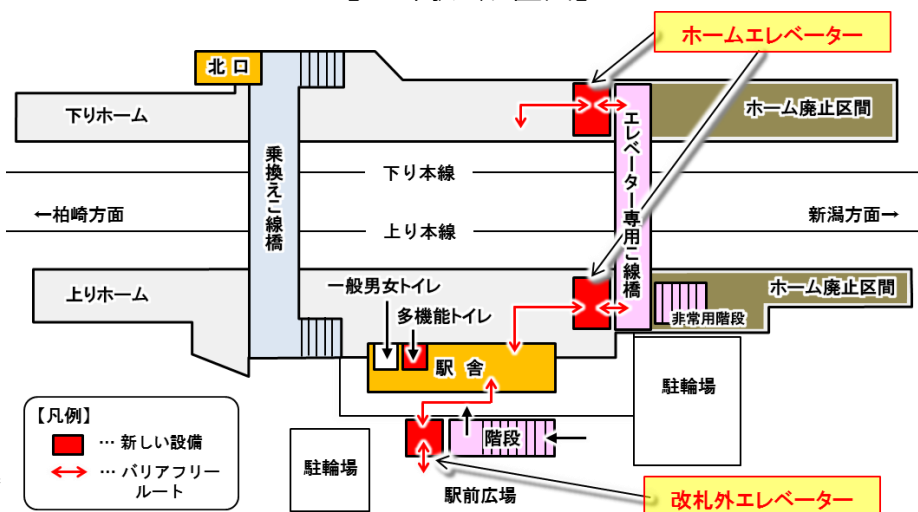 ホームエレベーター
北口
下りホーム
ホーム廃止区間
エレベーター専用こ線橋
乗換えこ線橋
下り本線
←柏崎方面
新潟方面→
上り本線
上りホーム
一般男女トイレ
多機能トイレ
ホーム廃止区間
非常用階段
駅 舎
駐輪場
【凡例】
… 新しい設備
… バリアフリー
ルート
階段
駐輪場
駅前広場
改札外エレベーター